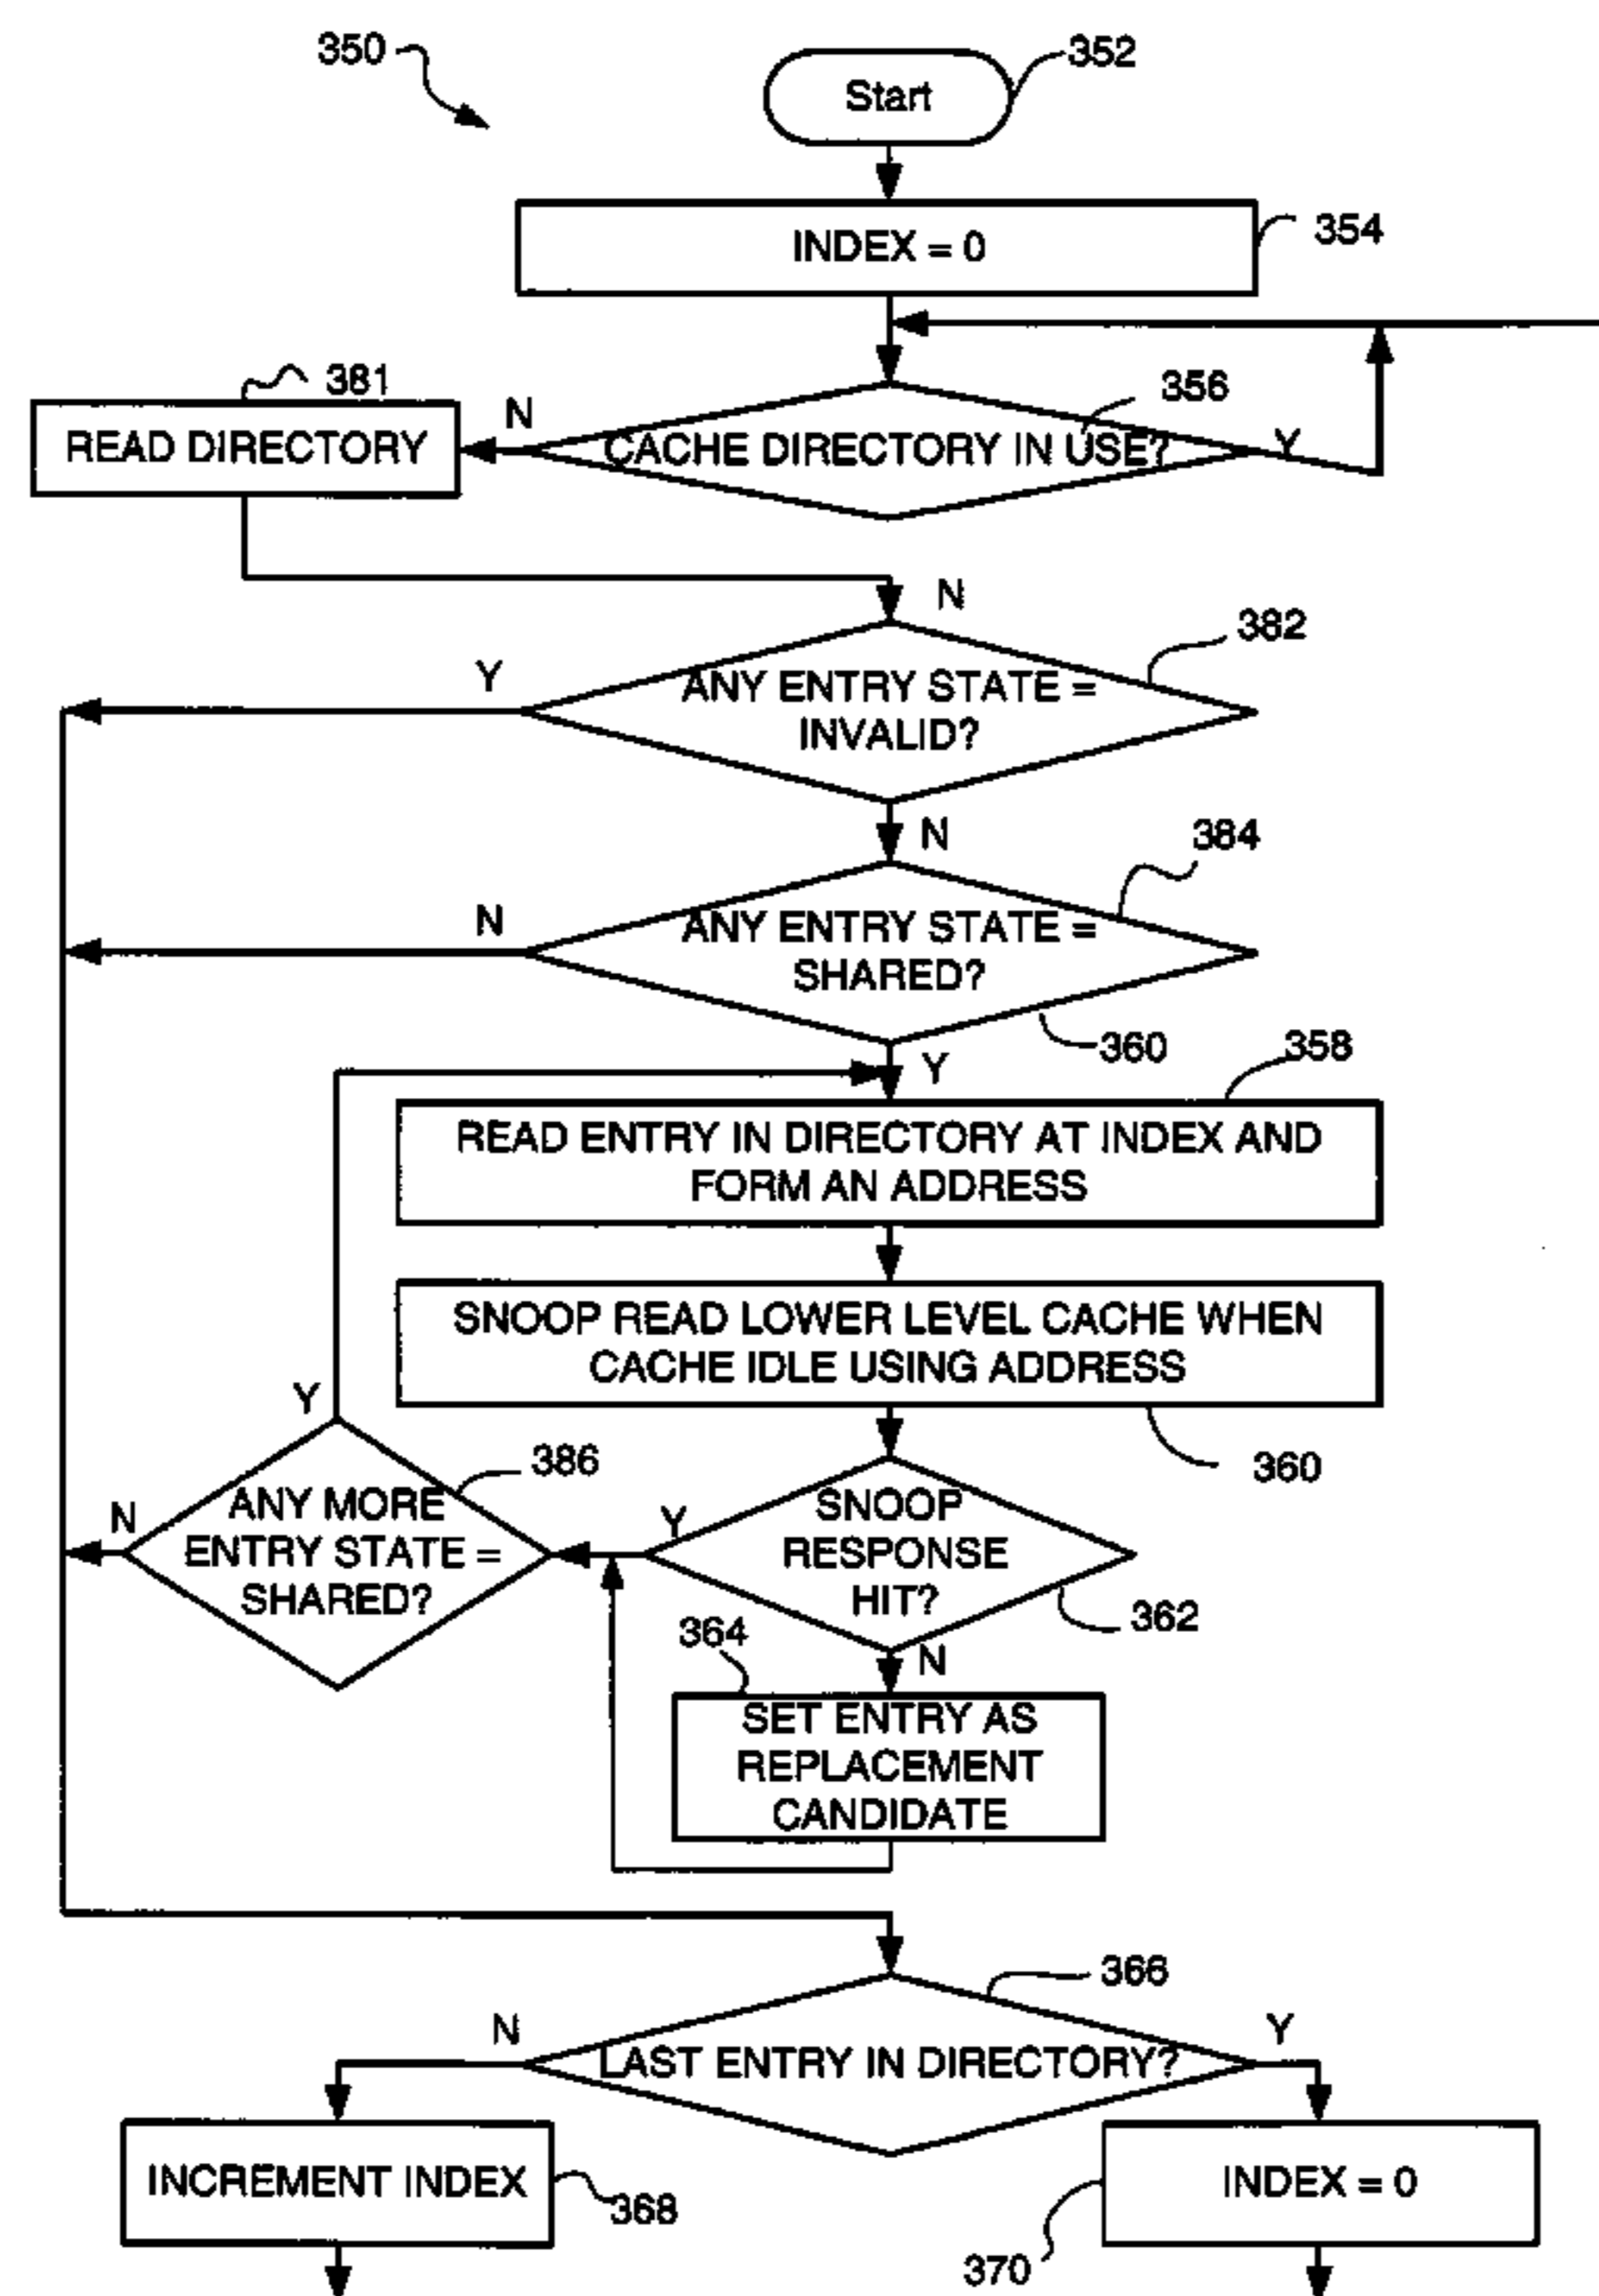 350
352
Start
354
INDEX = 0
381
356
READ DIRECTORY
N
CACHE DIRECTORY IN USE?
Y
N
382
Y
ANY ENTRY STATE =
INVALID?
N
384
N
ANY ENTRY STATE =
SHARED?
360
358
Y
READ ENTRY IN DIRECTORY AT INDEX AND
FORM AN ADDRESS
SNOOP READ LOWER LEVEL CACHE WHEN
CACHE IDLE USING ADDRESS
360
Y
386
N
ANY MORE
ENTRY STATE =
SHARED?
Y
SNOOP
RESPONSE
HIT?
362
364
N
SET ENTRY AS
REPLACEMENT
CANDIDATE
366
N
LAST ENTRY IN DIRECTORY?
Y
INCREMENT INDEX
368
INDEX = 0
370